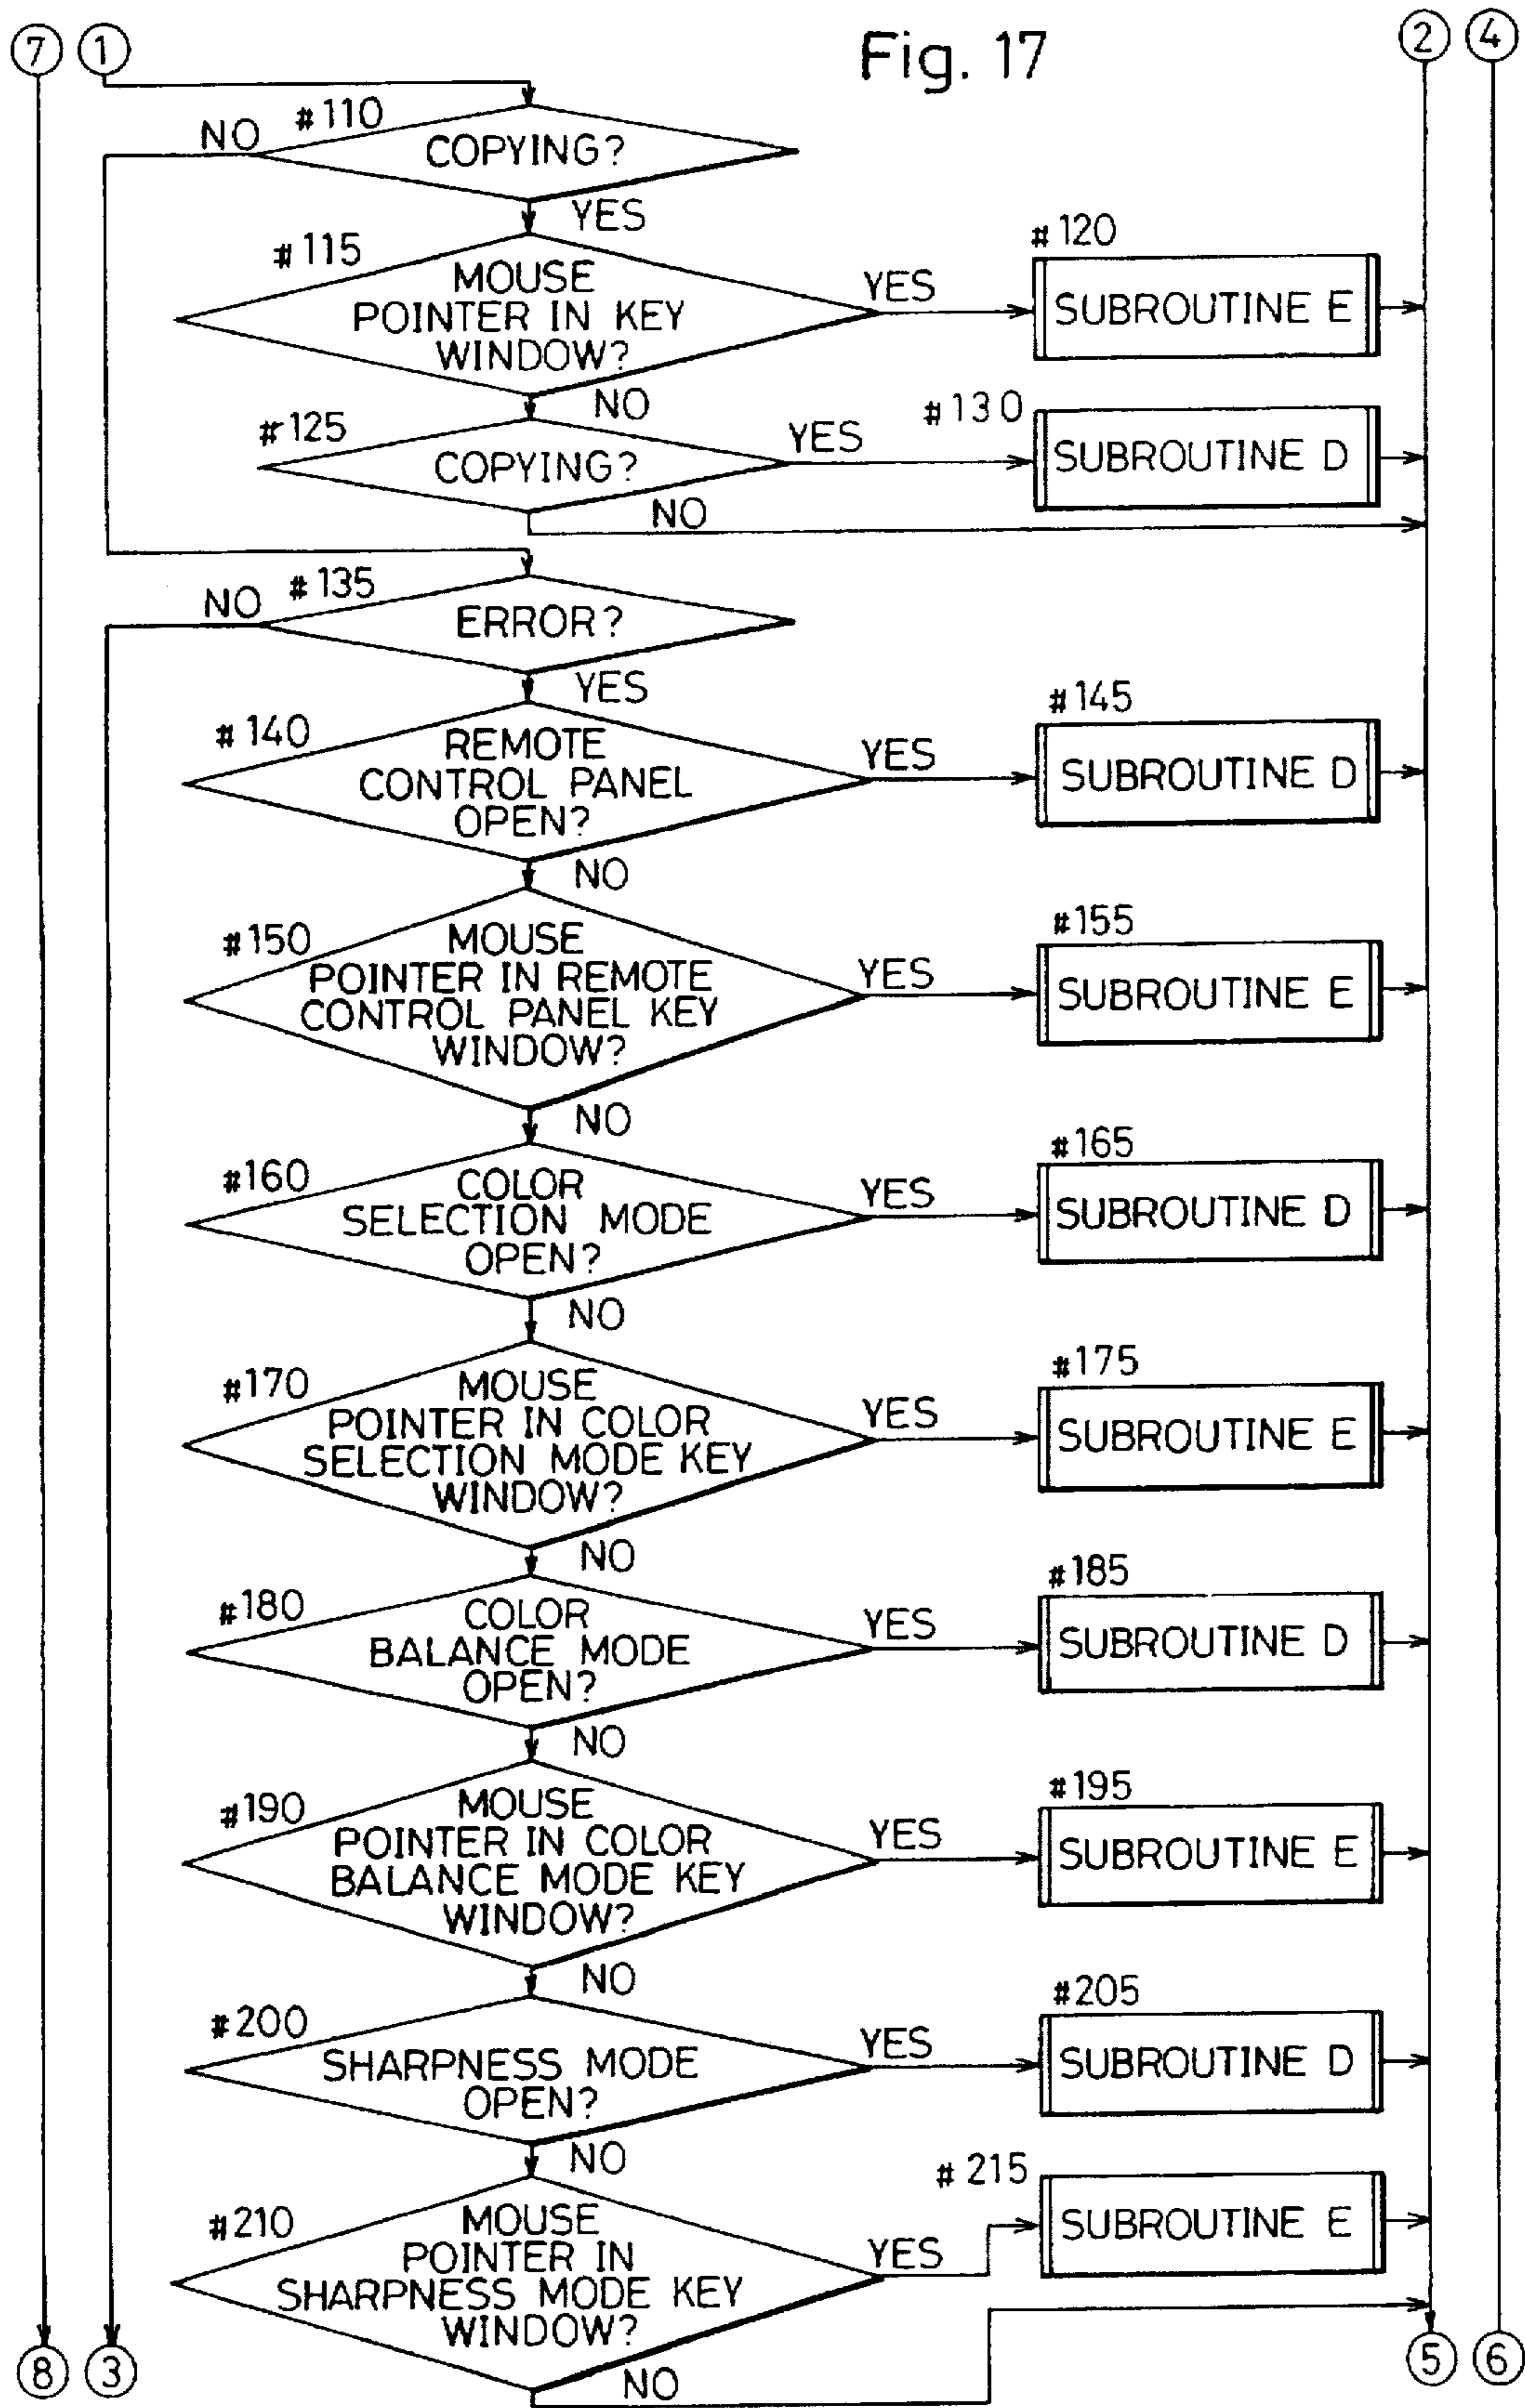 Fig. 17
7 1 2 4
#110
NO
COPYING?
YES
#115
MOUSE
POINTER IN KEY
WINDOW?
YES
#120
SUBROUTINE E
NO
#125
COPYING?
YES
#130
SUBROUTINE D
NO
#135
NO
ERROR?
YES
#140
REMOTE
CONTROL PANEL
OPEN?
YES
#145
SUBROUTINE D
NO
#150
MOUSE
POINTER IN REMOTE
CONTROL PANEL KEY
WINDOW?
YES
#155
SUBROUTINE E
NO
#160
COLOR
SELECTION MODE
OPEN?
YES
#165
SUBROUTINE D
NO
#170
MOUSE
POINTER IN COLOR
SELECTION MODE KEY
WINDOW?
YES
#175
SUBROUTINE E
NO
#180
COLOR
BALANCE MODE
OPEN?
YES
#185
SUBROUTINE D
NO
#190
MOUSE
POINTER IN COLOR
BALANCE MODE KEY
WINDOW?
YES
#195
SUBROUTINE E
NO
#200
SHARPNESS MODE
OPEN?
YES
#205
SUBROUTINE D
NO
#210
MOUSE
POINTER IN
SHARPNESS MODE KEY
WINDOW?
YES
#215
SUBROUTINE E
NO
8 3 5 6